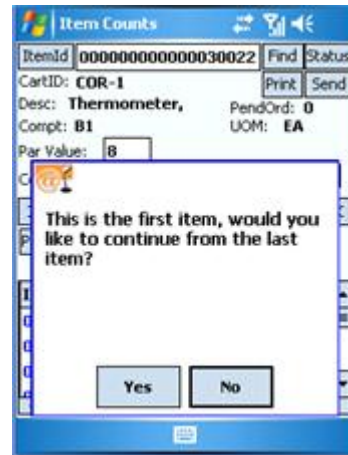 Item Counts
ItemId 000000000000030022 Find Status
CartID: COR-1 Print Send
Desc: Thermometer, PendOrd: 0
Compt: B1 UOM: EA
Par Value: 8
This is the first item, would you
like to continue from the last
item?
Yes No